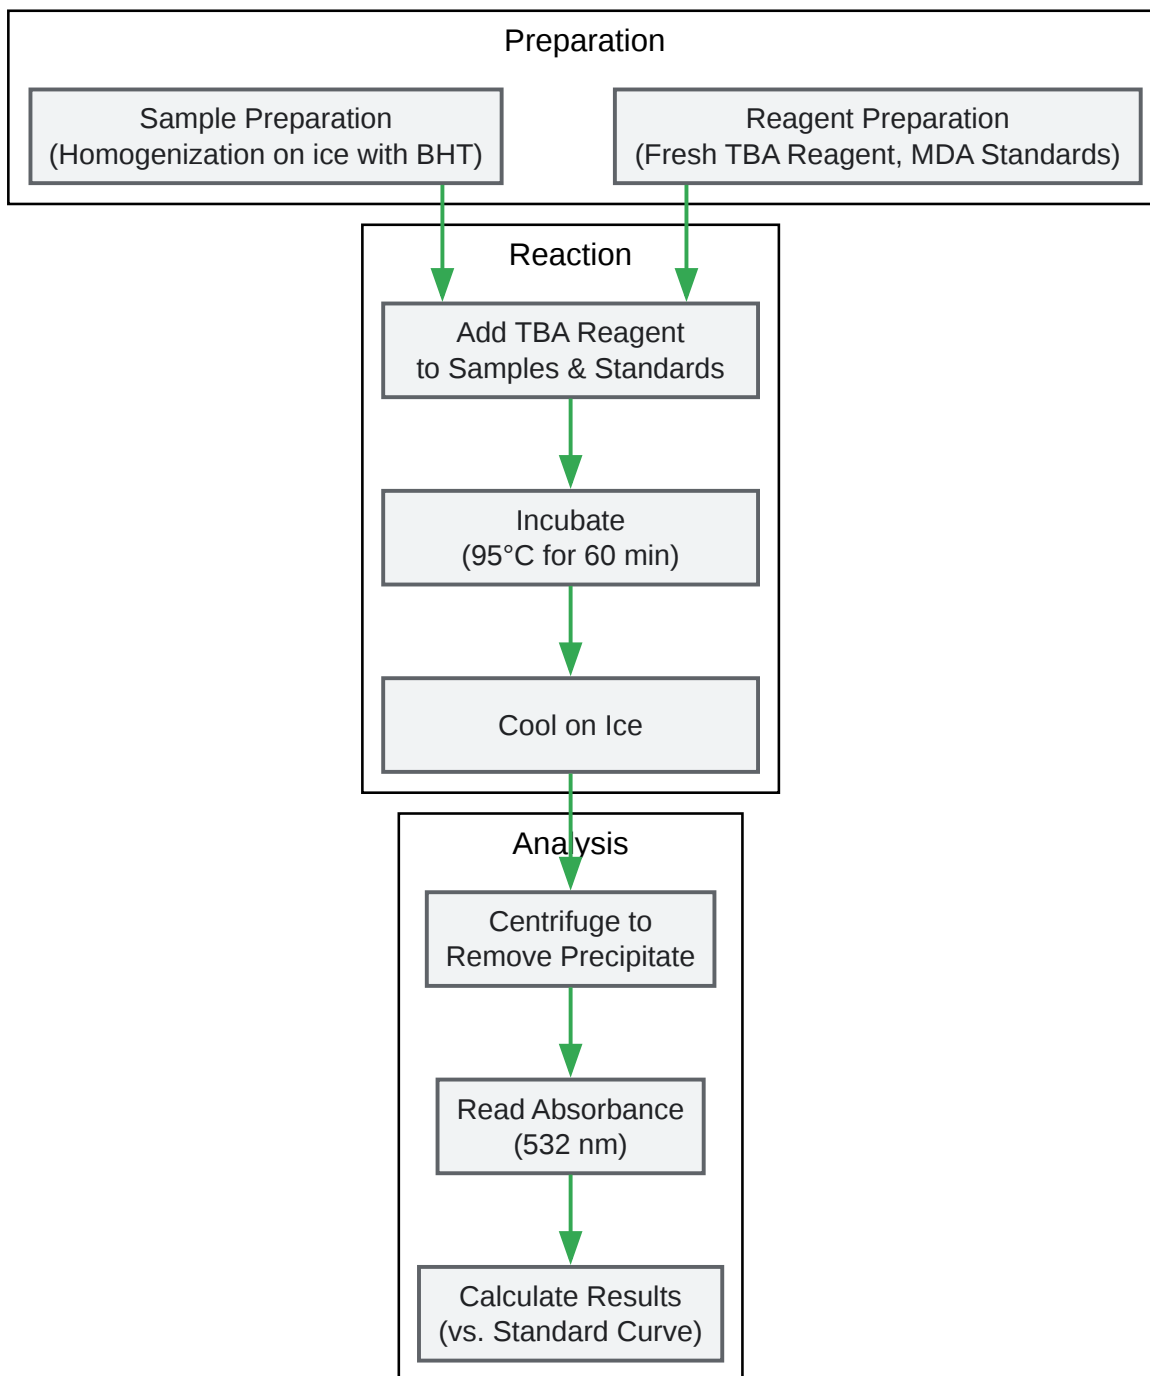 Preparation
Sample Preparation
(Homogenization on ice with BHT)
Reagent Preparation
(Fresh TBA Reagent, MDA Standards)
Reaction
Add TBA Reagent
to Samples & Standards
Incubate
(95°C for 60 min)
Cool on Ice
Analysis
Centrifuge to
Remove Precipitate
Read Absorbance
(532 nm)
Calculate Results
(vs. Standard Curve)